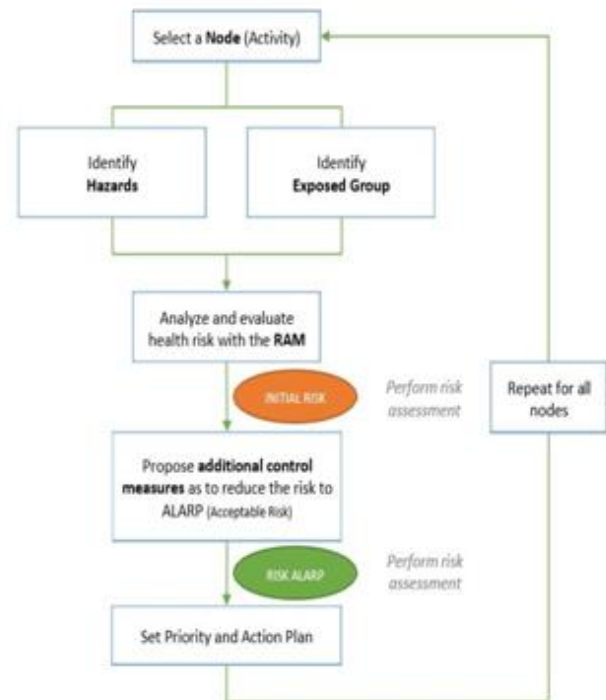 Select a Node (Activity)
Identify
Hazards
Identify
Exposed Group
Analyze and evaluate
health risk with the RAM
INITIAL RISK
Perform risk
assessment
Repeat for all
nodes
Propose additional control
measures as to reduce the risk to
ALARP (Acceptable Risk)
RISK ALARP
Perform risk
assessment
Set Priority and Action Plan